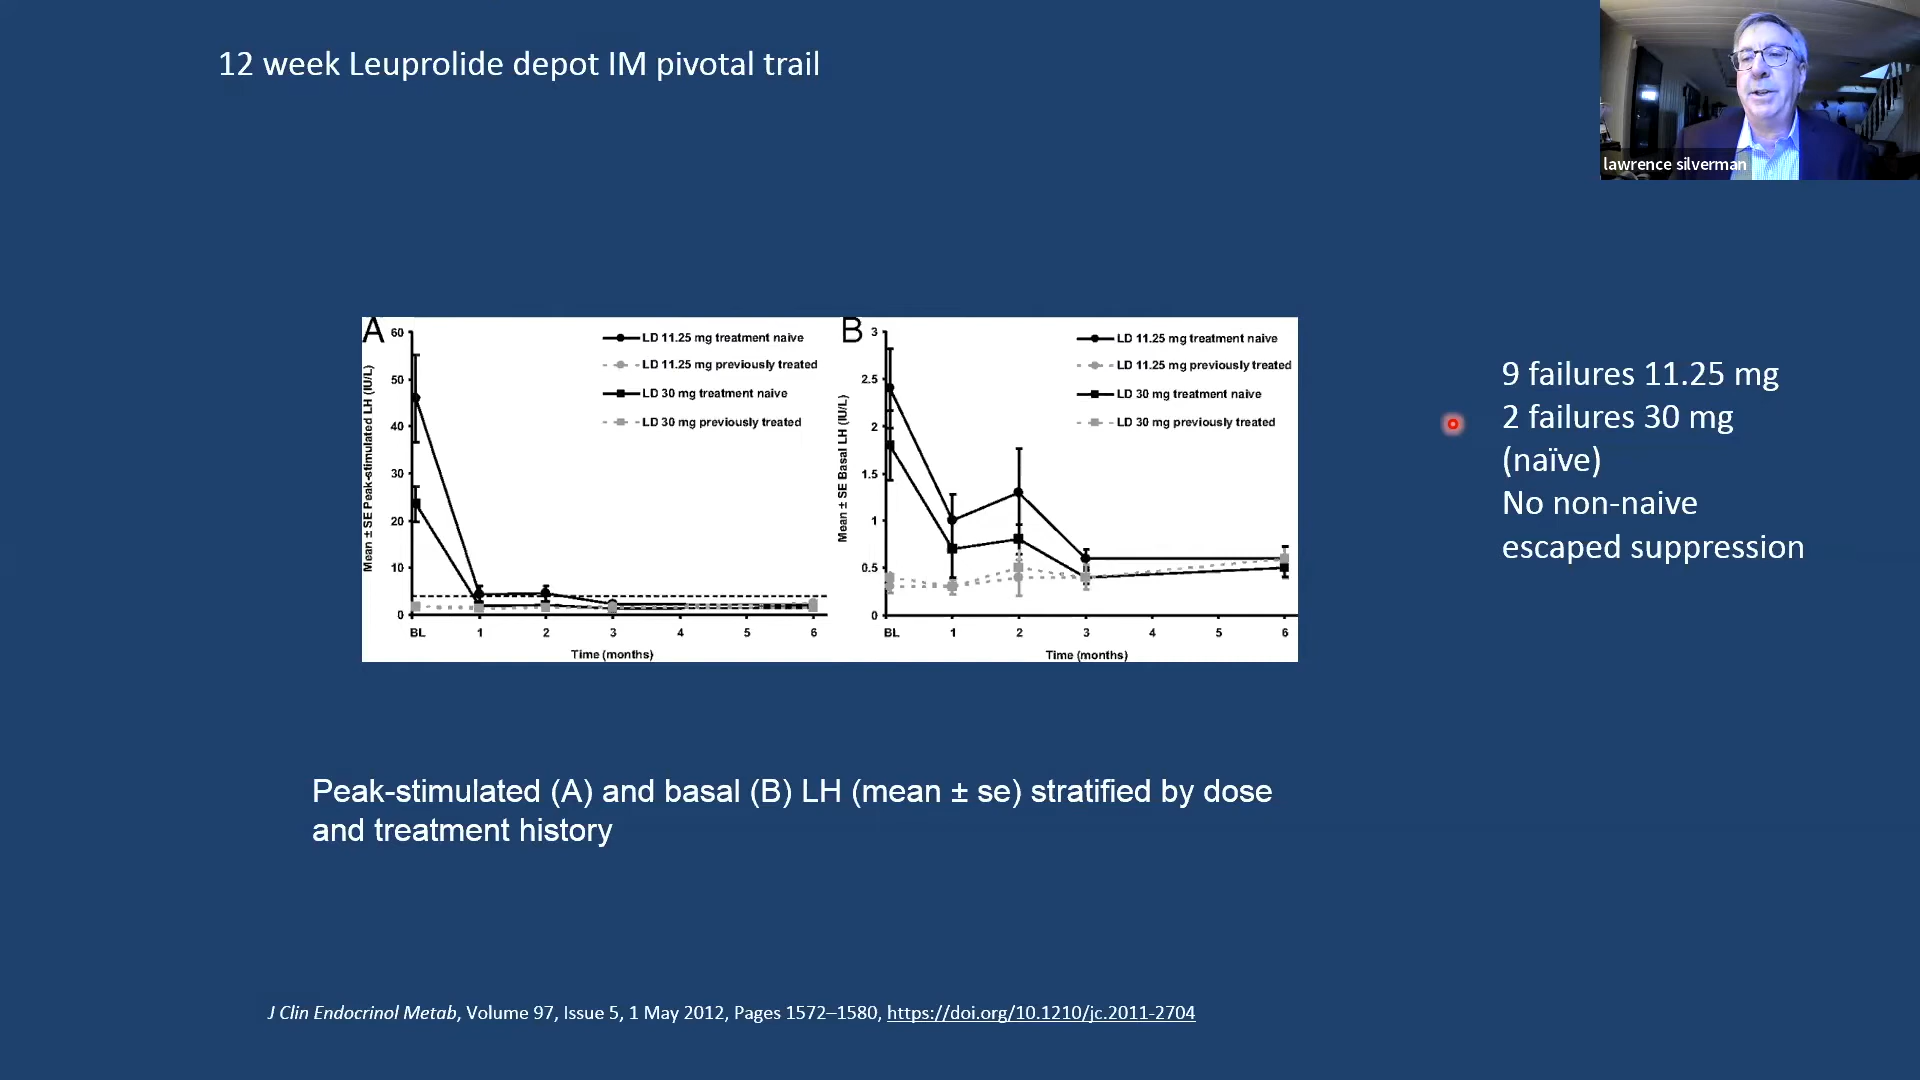 12 week Leuprolide depot IM pivotal trail
lawrence silverman
A
Mean ± SE Peak-stimulated LH (IU/L)
60
50
40
30
20
10
0
LD 11.25 mg treatment naive
LD 11.25 mg previously treated
LD 30 mg treatment naive
LD 30 mg previously treated
BL 1 2 3 4 5 6
Time (months)
B
Mean ± SE Basal LH (IU/L)
3
2.5
2
1.5
1
0.5
0
LD 11.25 mg treatment naive
LD 11.25 mg previously treated
LD 30 mg treatment naive
LD 30 mg previously treated
BL 1 2 3 4 5 6
Time (months)
9 failures 11.25 mg
2 failures 30 mg
(naïve)
No non-naive
escaped suppression
Peak-stimulated (A) and basal (B) LH (mean ± se) stratified by dose
and treatment history
J Clin Endocrinol Metab, Volume 97, Issue 5, 1 May 2012, Pages 1572–1580, https://doi.org/10.1210/jc.2011-2704